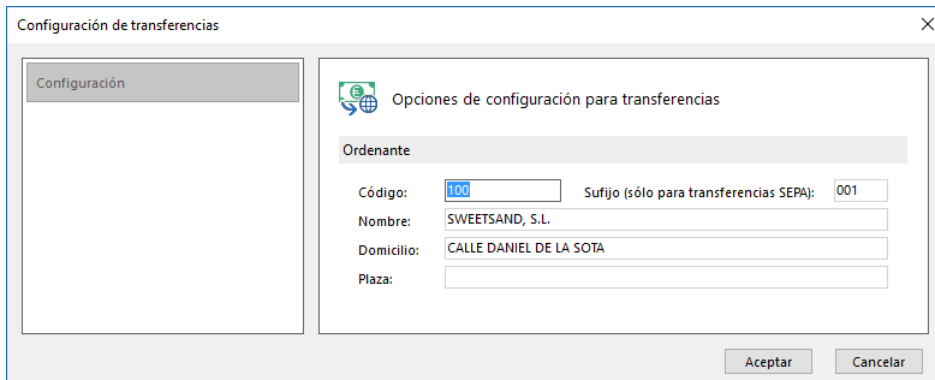 Configuración de transferencias
Configuración
Opciones de configuración para transferencias
Ordenante
Código: 100 Sufijo (sólo para transferencias SEPA): 001
Nombre: SWEETSAND, S.L.
Domicilio: CALLE DANIEL DE LA SOTA
Plaza:
Aceptar Cancelar